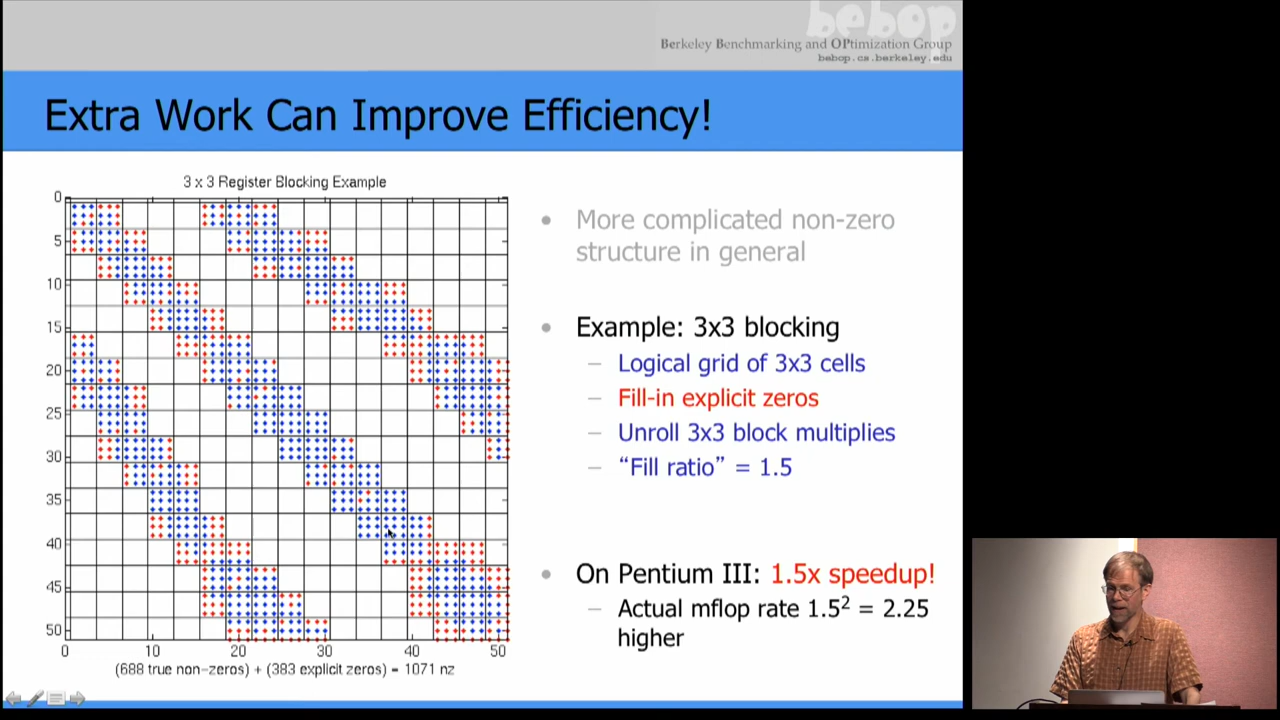 bebop
Berkeley Benchmarking and OPtimization Group
bebop.cs.berkeley.edu
Extra Work Can Improve Efficiency!
3 x 3 Register Blocking Example
0
5
10
15
20
25
30
35
40
45
50
0 10 20 30 40 50
(688 true non-zeros) + (383 explicit zeros) = 1071 nz
• More complicated non-zero
structure in general
• Example: 3x3 blocking
– Logical grid of 3x3 cells
– Fill-in explicit zeros
– Unroll 3x3 block multiplies
– “Fill ratio” = 1.5
• On Pentium III: 1.5x speedup!
– Actual mflop rate 1.5² = 2.25
higher